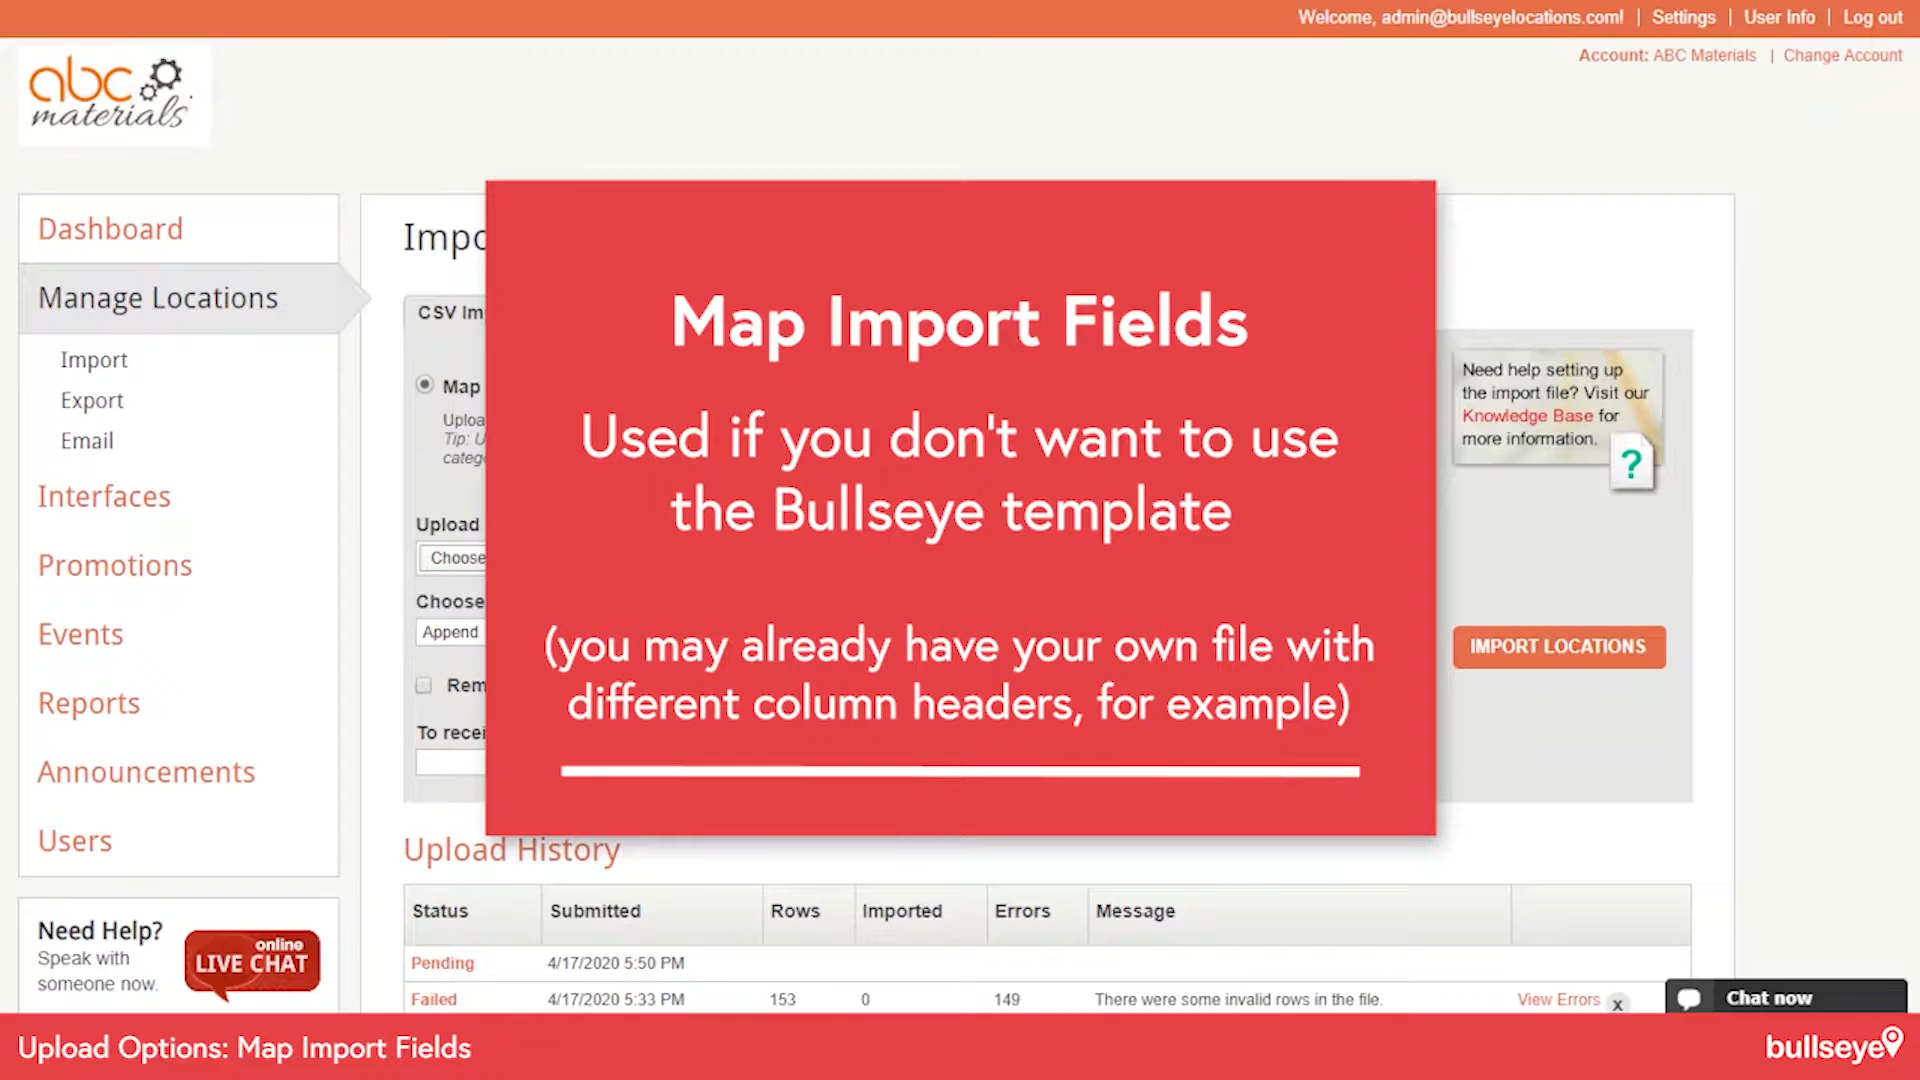 Welcome, admin@bullseyelocations.com! | Settings | User Info | Log out
Account: ABC Materials | Change Account
abc
materials
Dashboard
Manage Locations
Import
Export
Email
Interfaces
Promotions
Events
Reports
Announcements
Users
Need Help?
Speak with
someone now.
online
LIVE CHAT
Impo
CSV Im
Map
Uploa
Tip: U
categ
Upload
Choose
Choose
Append
Rem
To recei
Map Import Fields
Used if you don't want to use
the Bullseye template
(you may already have your own file with
different column headers, for example)
Need help setting up
the import file? Visit our
Knowledge Base for
more information.
?
IMPORT LOCATIONS
Upload History
Status Submitted Rows Imported Errors Message
Pending 4/17/2020 5:50 PM
Failed 4/17/2020 5:33 PM 153 0 149 There were some invalid rows in the file. View Errors
x
Chat now
Upload Options: Map Import Fields
bullseye